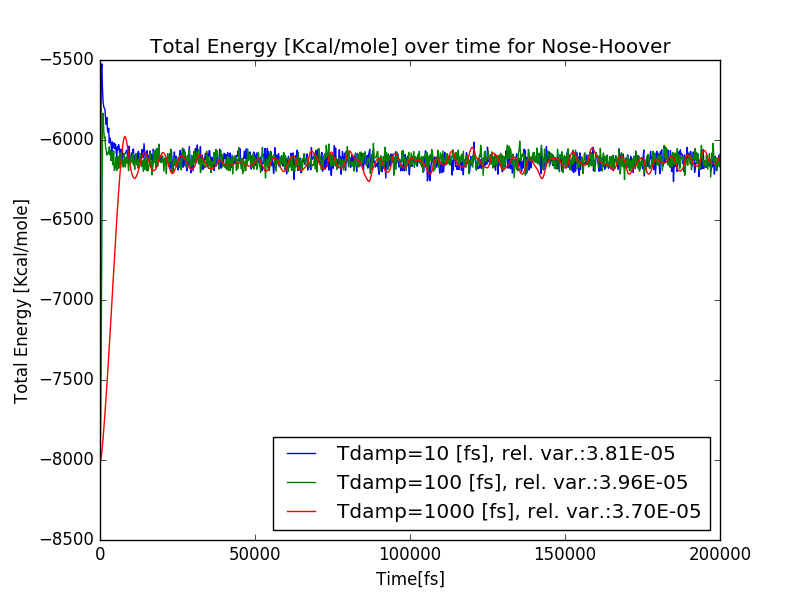 Total Energy [Kcal/mole] over time for Nose-Hoover
−5500
−6000
−6500
−7000
−7500
−8000
−8500
Total Energy [Kcal/mole]
Tdamp=10 [fs], rel. var.:3.81E-05
Tdamp=100 [fs], rel. var.:3.96E-05
Tdamp=1000 [fs], rel. var.:3.70E-05
0 50000 100000 150000 200000
Time[fs]